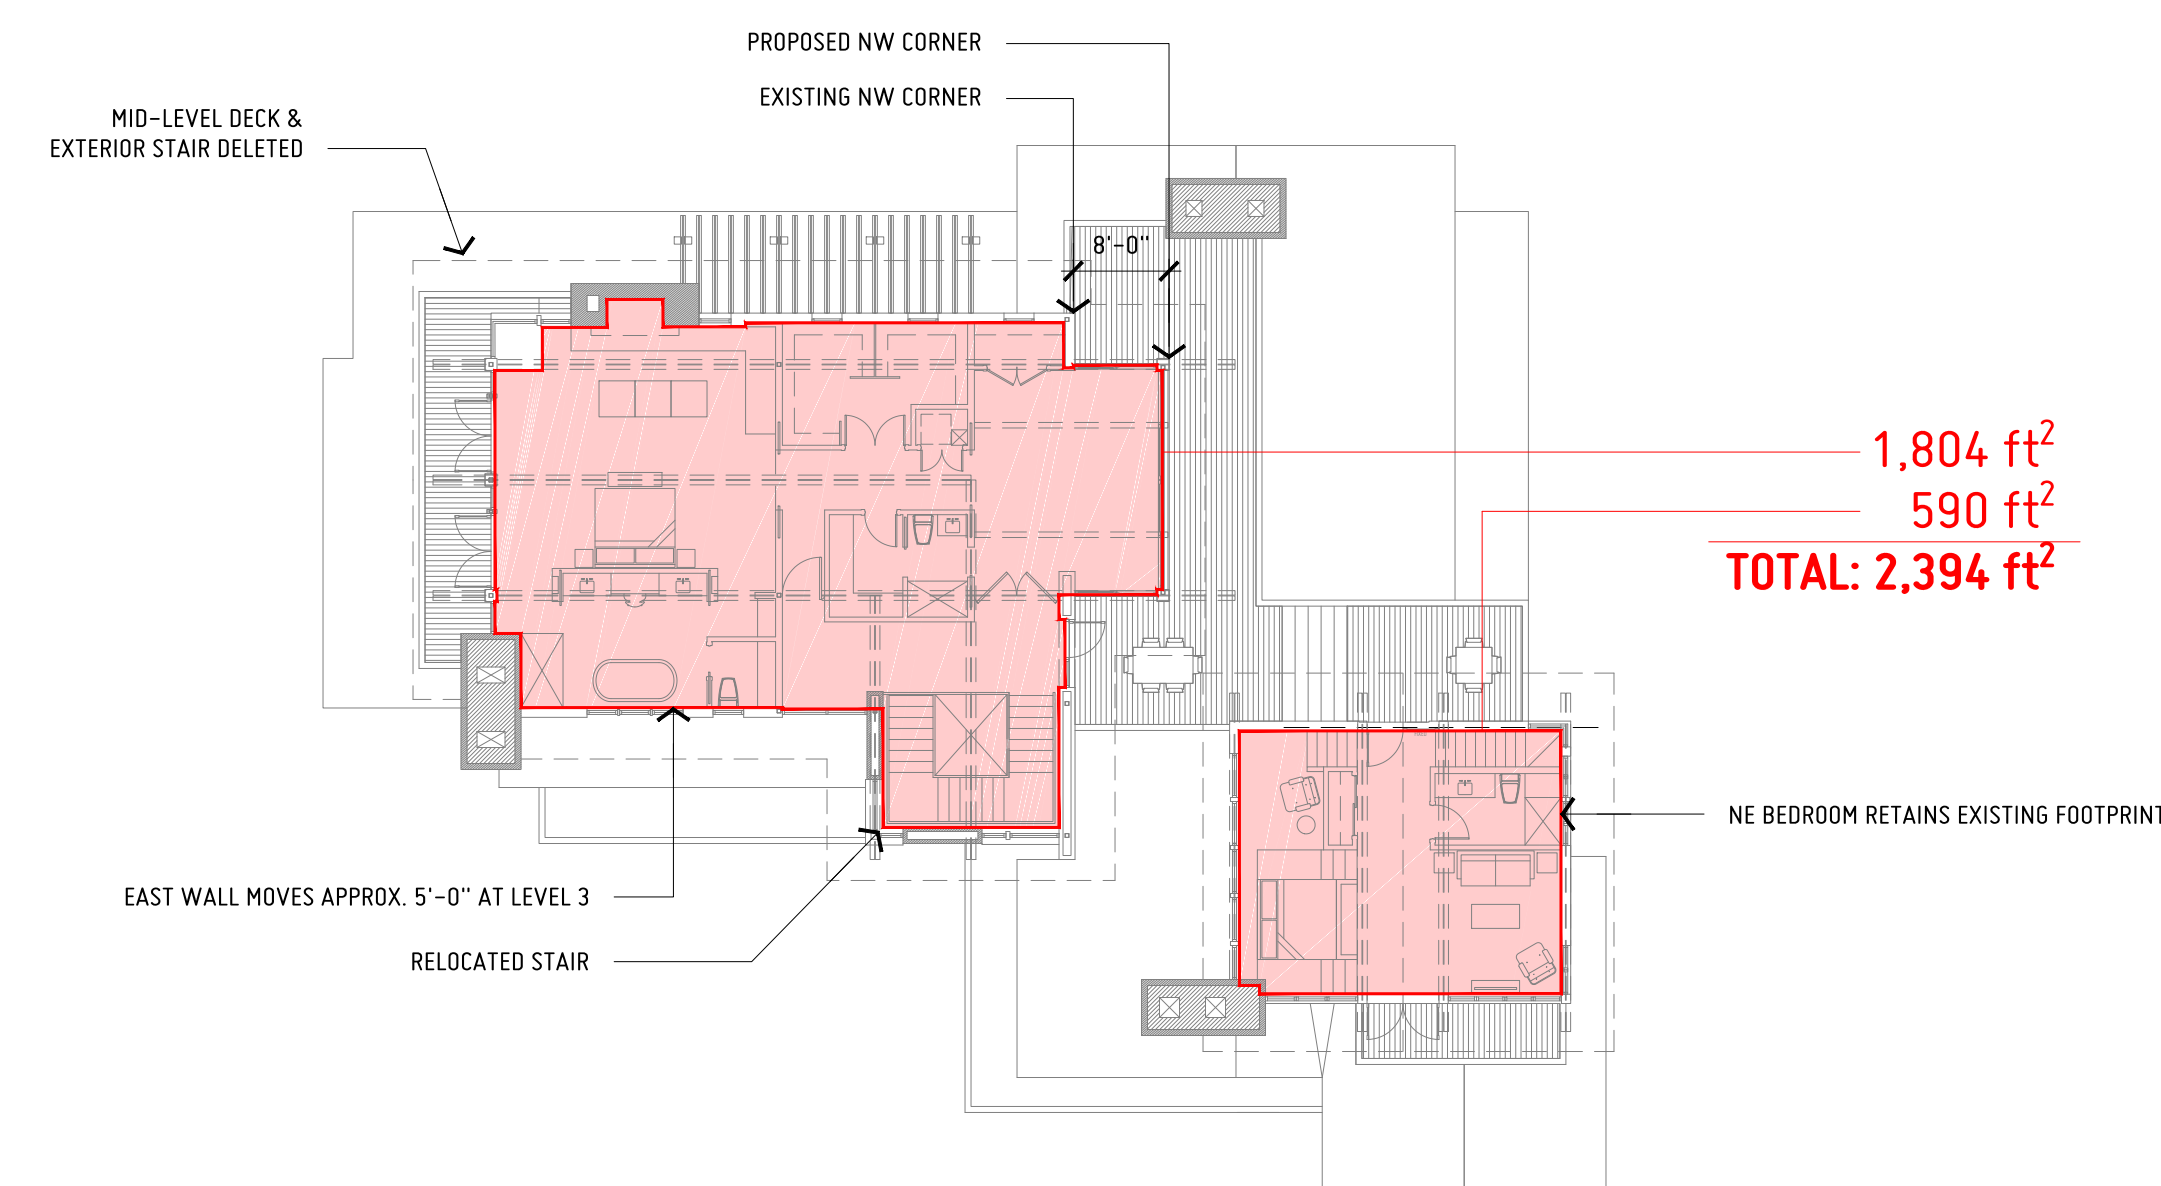 PROPOSED NW CORNER
EXISTING NW CORNER
MID-LEVEL DECK &
EXTERIOR STAIR DELETED
8'-0"
1,804 ft²
590 ft²
TOTAL: 2,394 ft²
NE BEDROOM RETAINS EXISTING FOOTPRINT
EAST WALL MOVES APPROX. 5'-0" AT LEVEL 3
RELOCATED STAIR